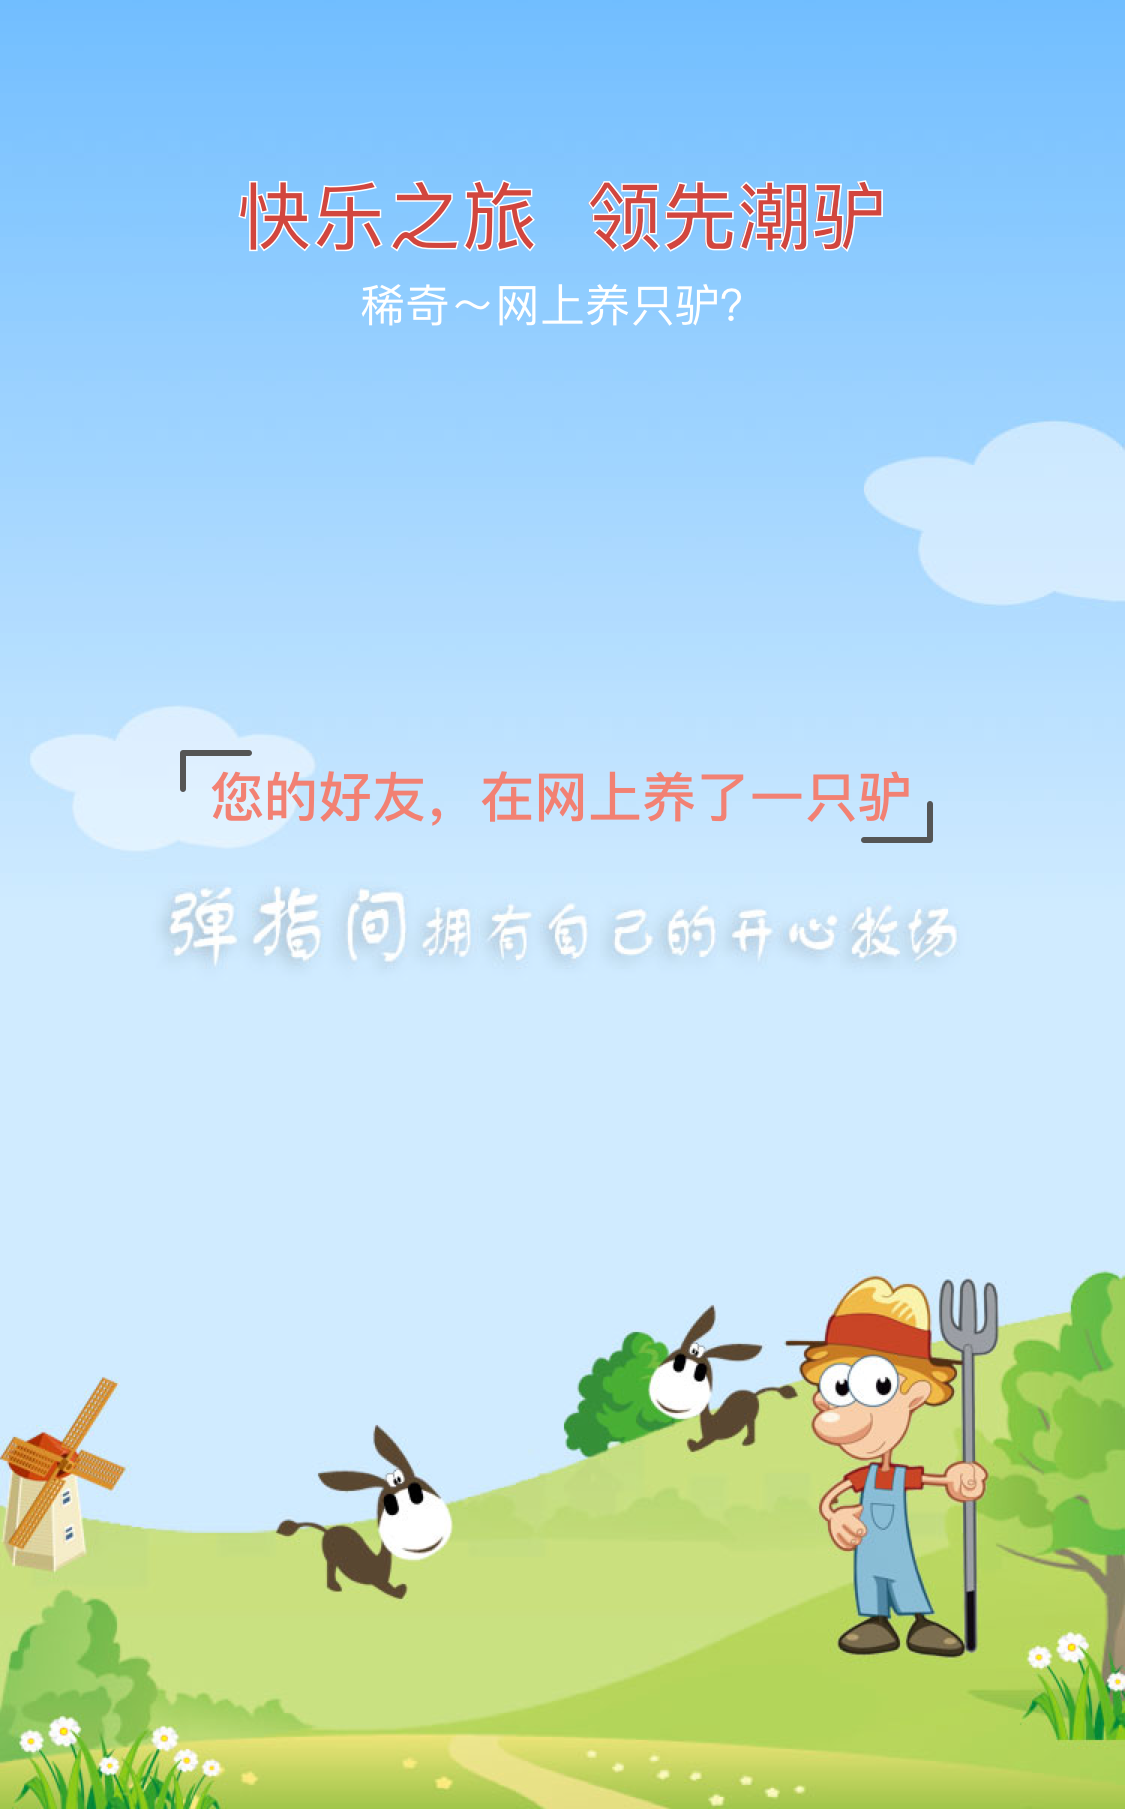 快乐之旅 领先潮驴
稀奇～网上养只驴？
您的好友，在网上养了一只驴
弹指间拥有自己的开心牧场